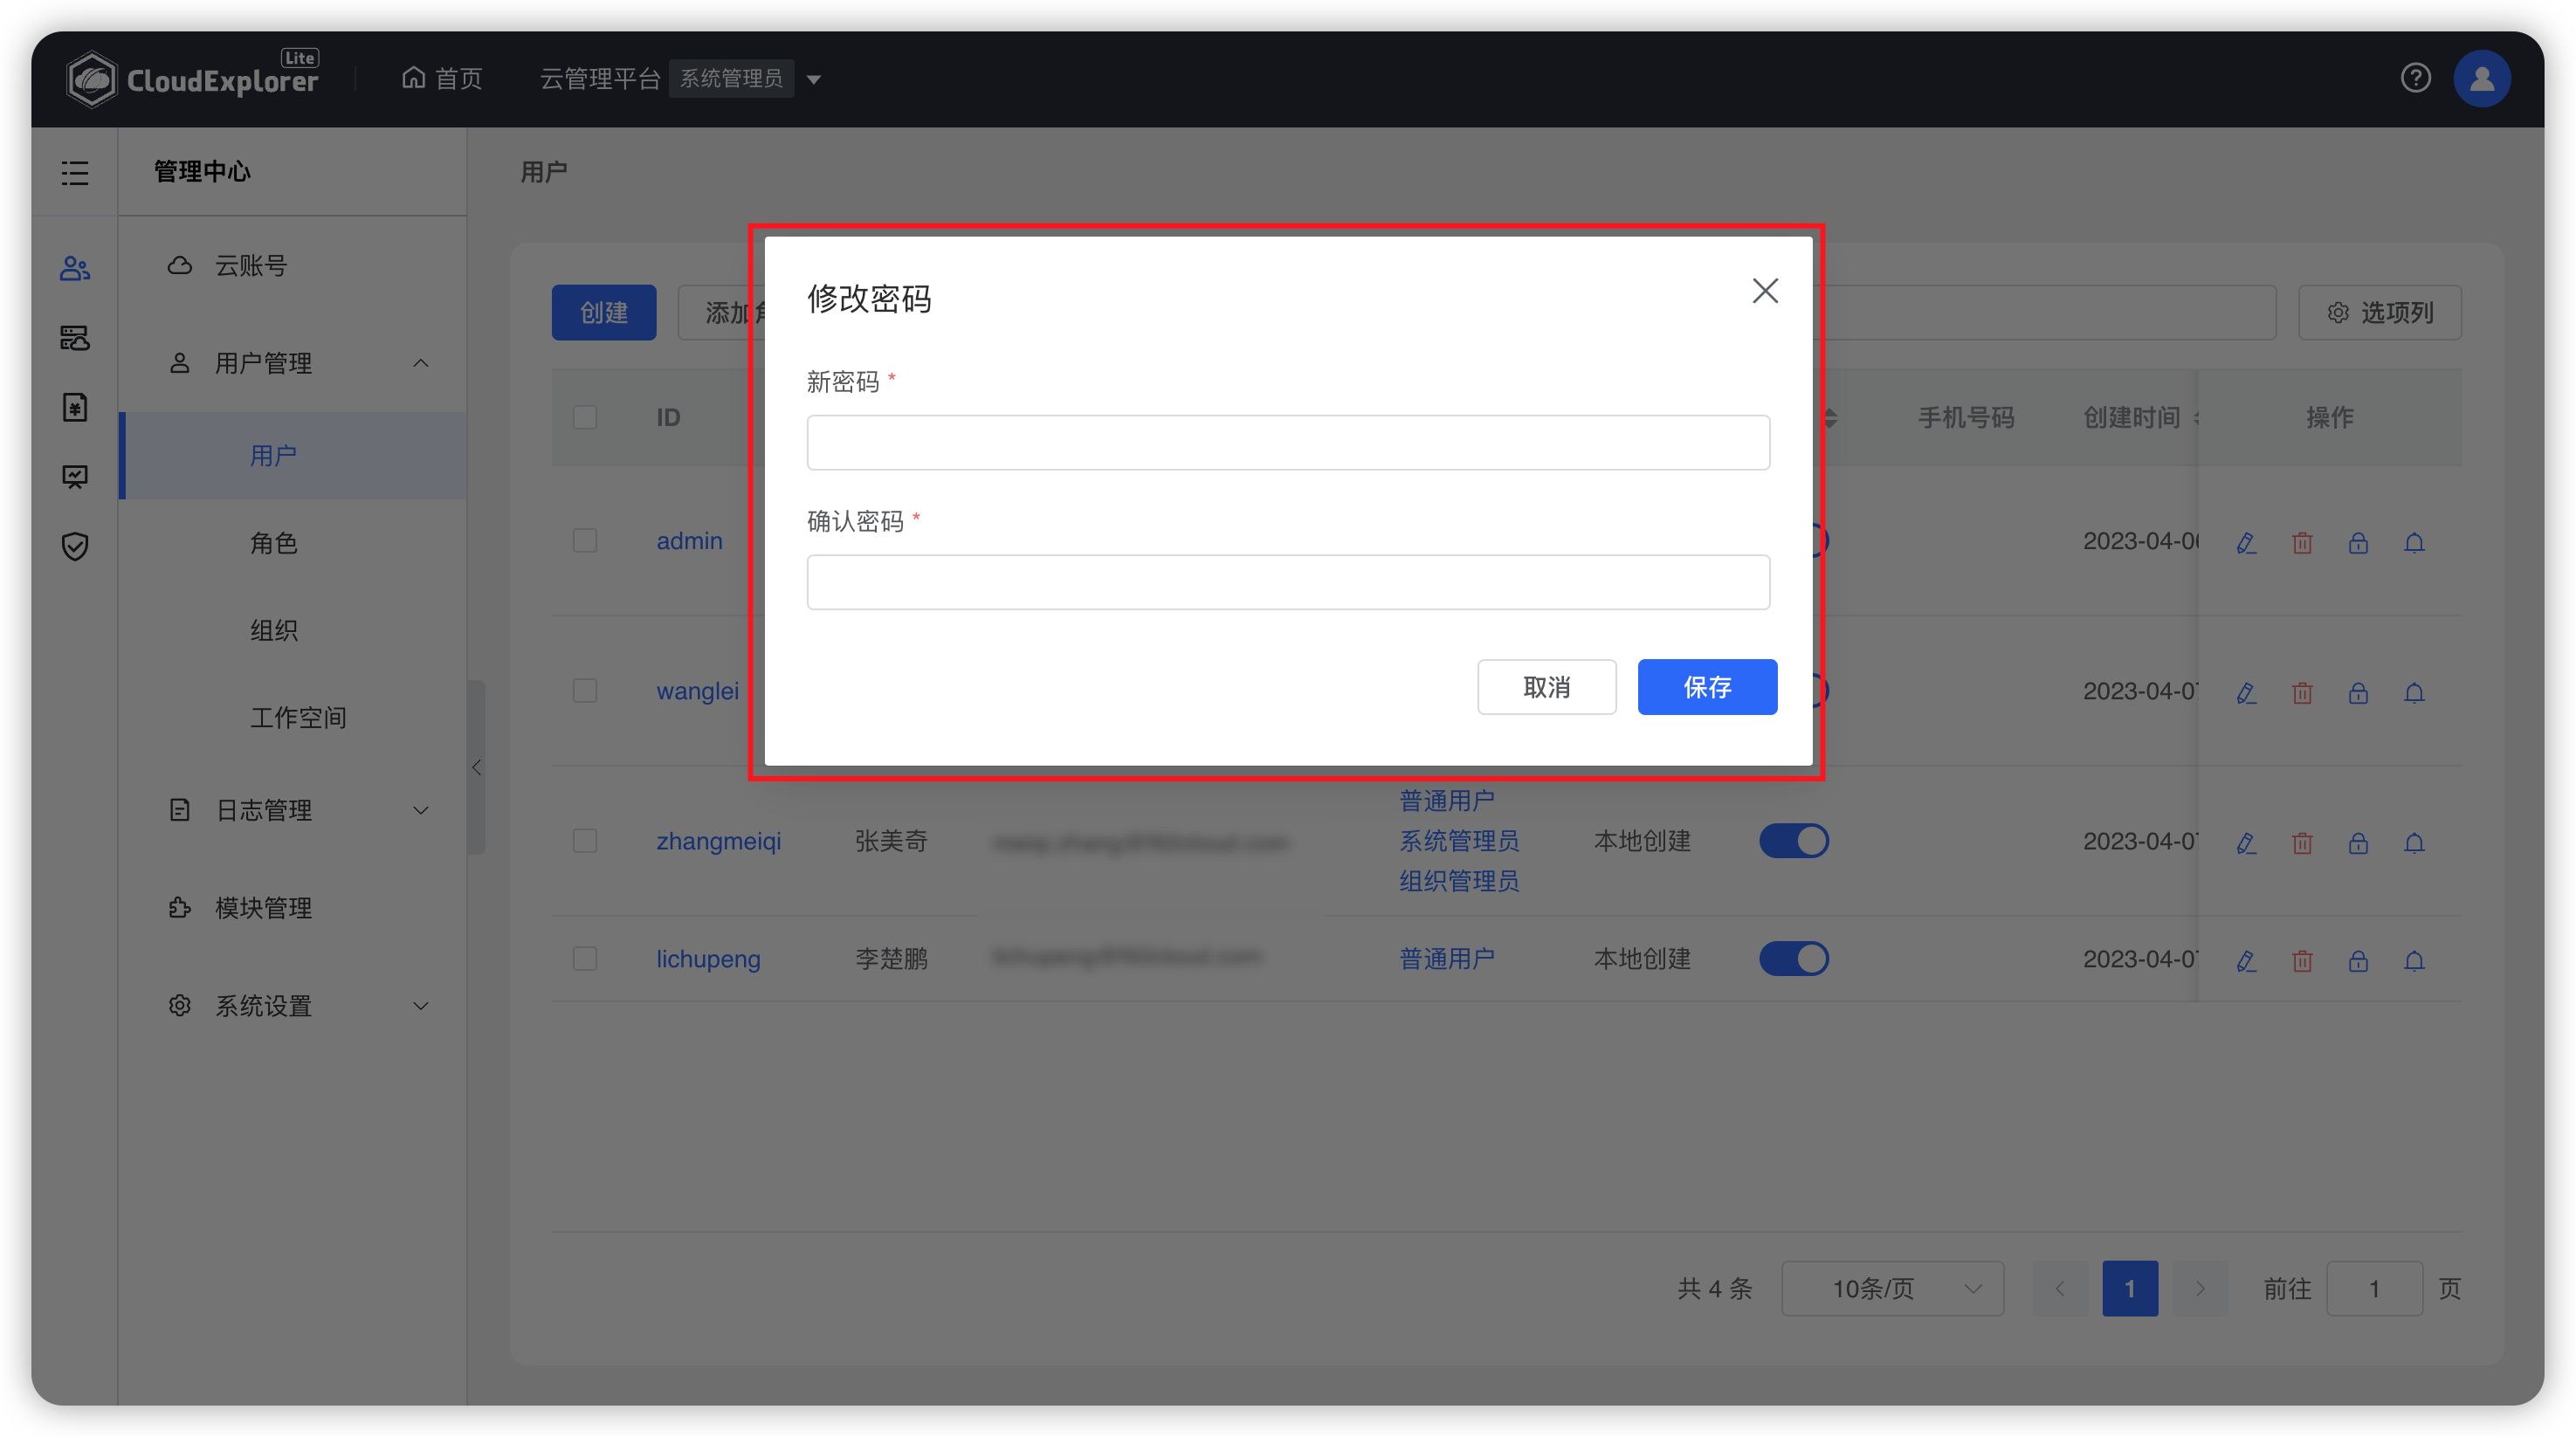 CloudExplorer Lite
首页
云管理平台 系统管理员
管理中心
用户
云账号
用户管理
用户
角色
组织
工作空间
日志管理
模块管理
系统设置
创建
添加
选项列
ID
手机号码
创建时间
操作
修改密码
新密码 *
确认密码 *
取消
保存
admin
2023-04-0
wanglei
2023-04-0
普通用户
zhangmeiqi 张美奇 系统管理员 本地创建 2023-04-0
组织管理员
lichupeng 李楚鹏 普通用户 本地创建 2023-04-0
共 4 条 10条/页 1 前往 1 页